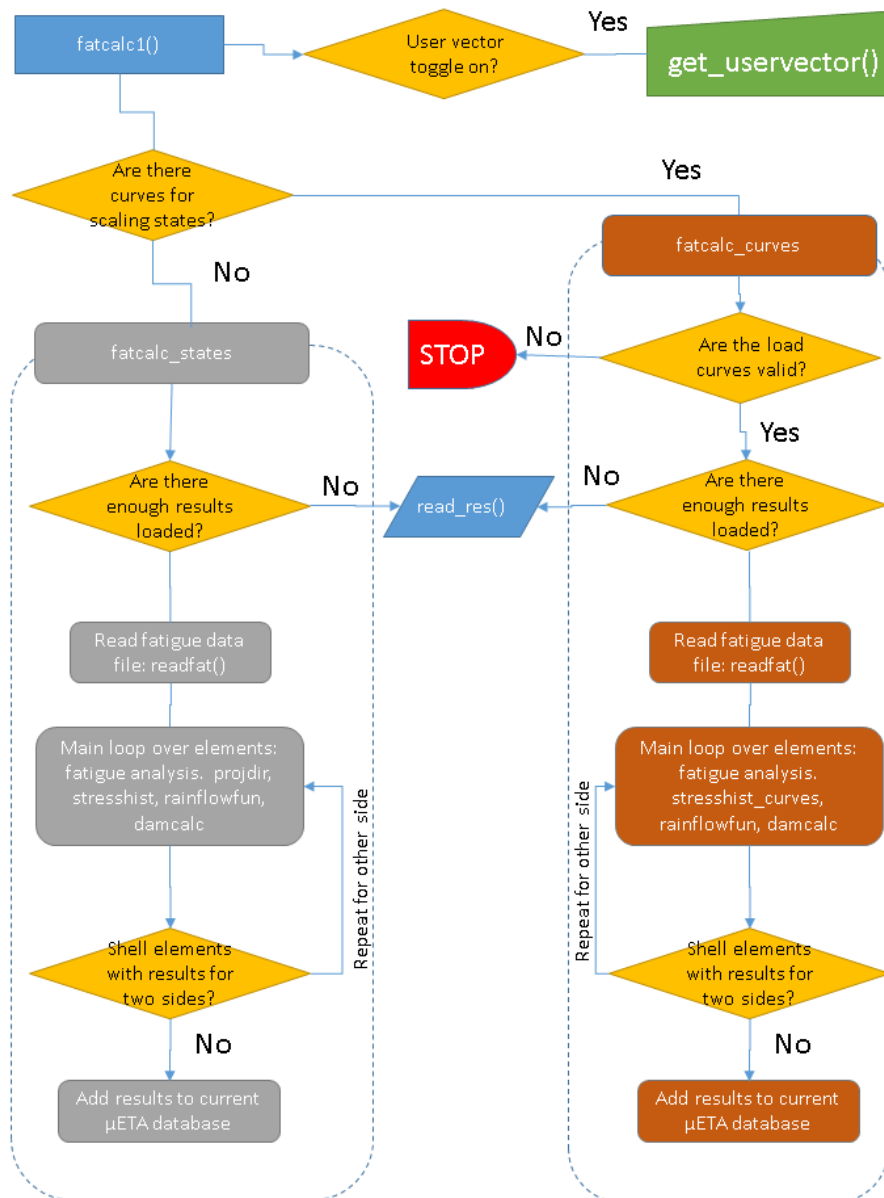 fatcalc1()
User vector
toggle on?
Yes
get_uservector()
Are there
curves for
scaling states?
Yes
No
fatcalc_curves
fatcalc_states
STOP
No
Are the load
curves valid?
Yes
Are there
enough results
loaded?
No
read_res()
No
Are there
enough results
loaded?
Read fatigue data
file: readfat()
Read fatigue data
file: readfat()
Main loop over elements:
fatigue analysis.  projdir,
stresshist, rainflowfun,
damcalc
Repeat for other side
Main loop over elements:
fatigue analysis.
stresshist_curves,
rainflowfun, damcalc
Repeat for other side
Shell elements
with results for
two sides?
No
Shell elements
with results for
two sides?
No
Add results to current
µETA database
Add results to current
µETA database